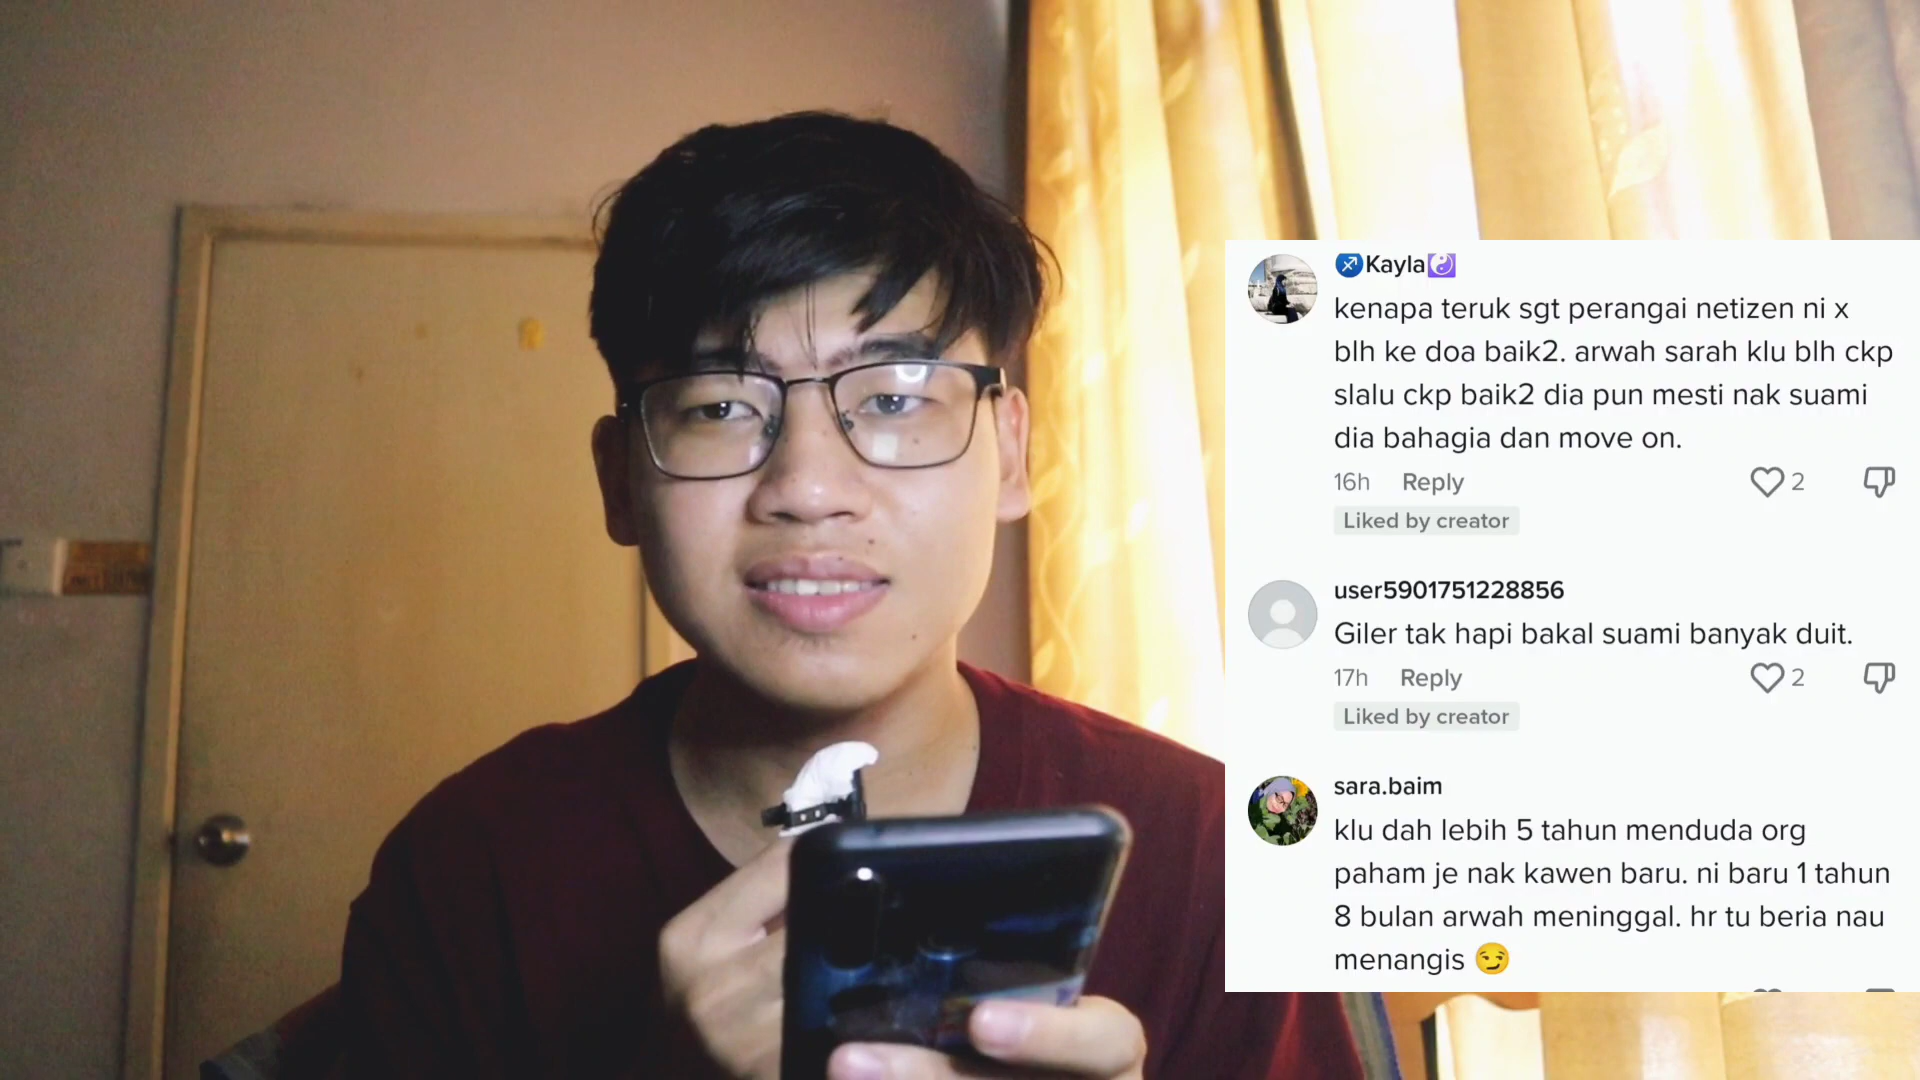 ♐Kayla☯️
kenapa teruk sgt perangai netizen ni x
blh ke doa baik2. arwah sarah klu blh ckp
slalu ckp baik2 dia pun mesti nak suami
dia bahagia dan move on.
16h Reply 2
Liked by creator
user5901751228856
Giler tak hapi bakal suami banyak duit.
17h Reply 2
Liked by creator
sara.baim
klu dah lebih 5 tahun menduda org
paham je nak kawen baru. ni baru 1 tahun
8 bulan arwah meninggal. hr tu beria nau
menangis 😏